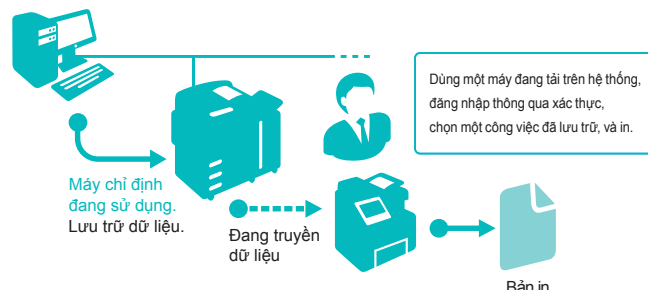 Dùng một máy đang tải trên hệ thống,
đăng nhập thông qua xác thực,
chọn một công việc đã lưu trữ, và in.
Máy chỉ định
đang sử dụng.
Lưu trữ dữ liệu.
Đang truyền
dữ liệu
Bản in